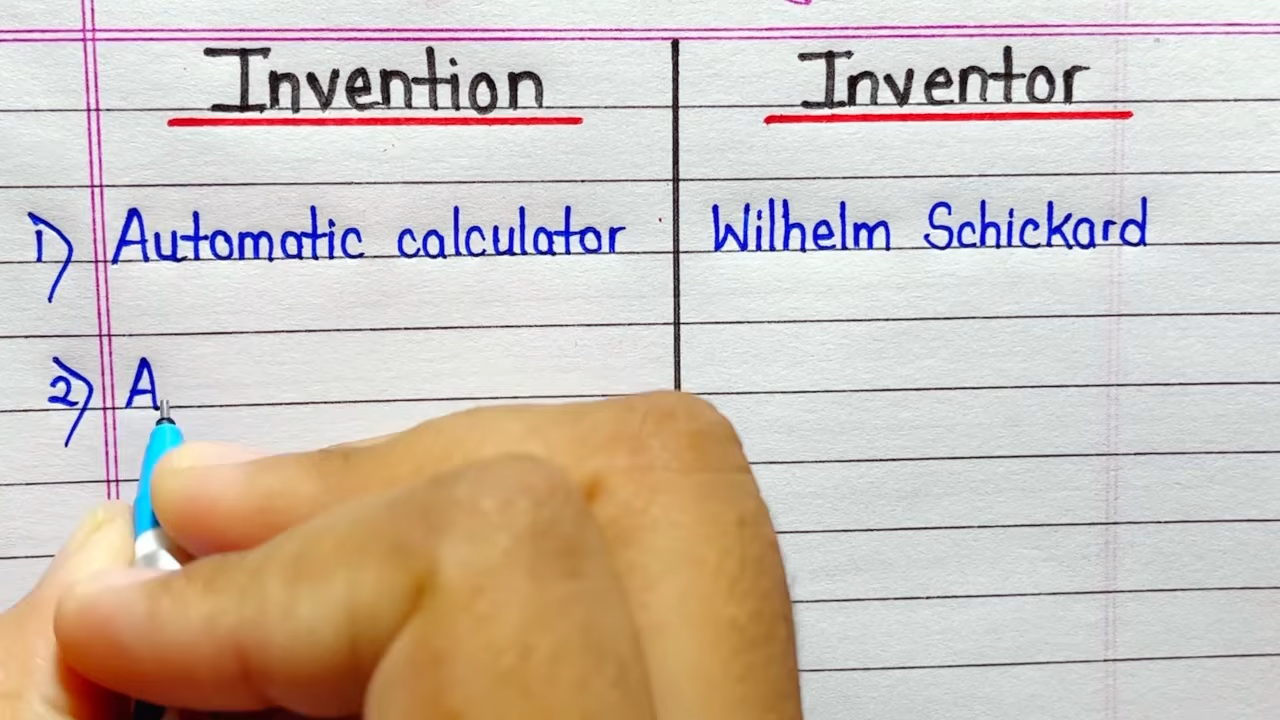 Invention Inventor
1) Automatic calculator Wilhelm Schickard
2) A